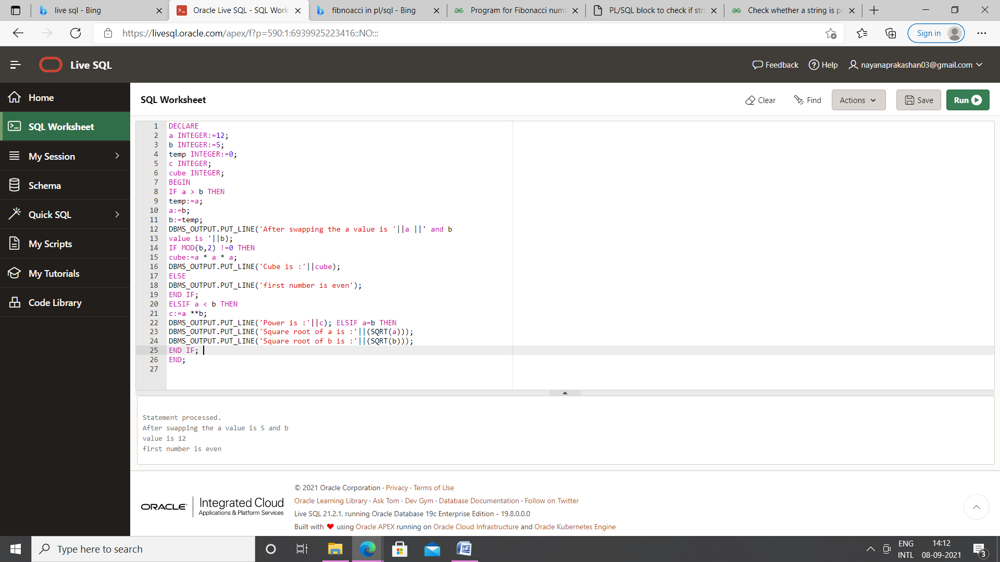 live sql - Bing
Oracle Live SQL - SQL Work
fibnoacci in pl/sql - Bing
Program for Fibonacci num
PL/SQL block to check if stri
Check whether a string is pa
https://livesql.oracle.com/apex/f?p=590:1:6939925223416::NO:::
Sign in
Live SQL
Feedback
Help
nayanaprakashan03@gmail.com
Home
SQL Worksheet
My Session
Schema
Quick SQL
My Scripts
My Tutorials
Code Library
SQL Worksheet
Clear
Find
Actions
Save
Run
1 DECLARE
2 a INTEGER:=12;
3 b INTEGER:=5;
4 temp INTEGER:=0;
5 c INTEGER;
6 cube INTEGER;
7 BEGIN
8 IF a > b THEN
9 temp:=a;
10 a:=b;
11 b:=temp;
12 DBMS_OUTPUT.PUT_LINE('After swapping the a value is '||a ||' and b
13 value is '||b);
14 IF MOD(b,2) !=0 THEN
15 cube:=a * a * a;
16 DBMS_OUTPUT.PUT_LINE('Cube is :'||cube);
17 ELSE
18 DBMS_OUTPUT.PUT_LINE('first number is even');
19 END IF;
20 ELSIF a < b THEN
21 c:=a **b;
22 DBMS_OUTPUT.PUT_LINE('Power is :'||c); ELSIF a=b THEN
23 DBMS_OUTPUT.PUT_LINE('Square root of a is :'||(SQRT(a)));
24 DBMS_OUTPUT.PUT_LINE('Square root of b is :'||(SQRT(b)));
25 END IF;
26 END;
27
Statement processed.
After swapping the a value is 5 and b
value is 12
first number is even
ORACLE
Integrated Cloud
Applications & Platform Services
© 2021 Oracle Corporation · Privacy · Terms of Use
Oracle Learning Library · Ask Tom · Dev Gym · Database Documentation · Follow on Twitter
Live SQL 21.2.1, running Oracle Database 19c Enterprise Edition - 19.8.0.0.0
Built with ♥ using Oracle APEX running on Oracle Cloud Infrastructure and Oracle Kubernetes Engine
Type here to search
ENG
INTL
14:12
08-09-2021
3